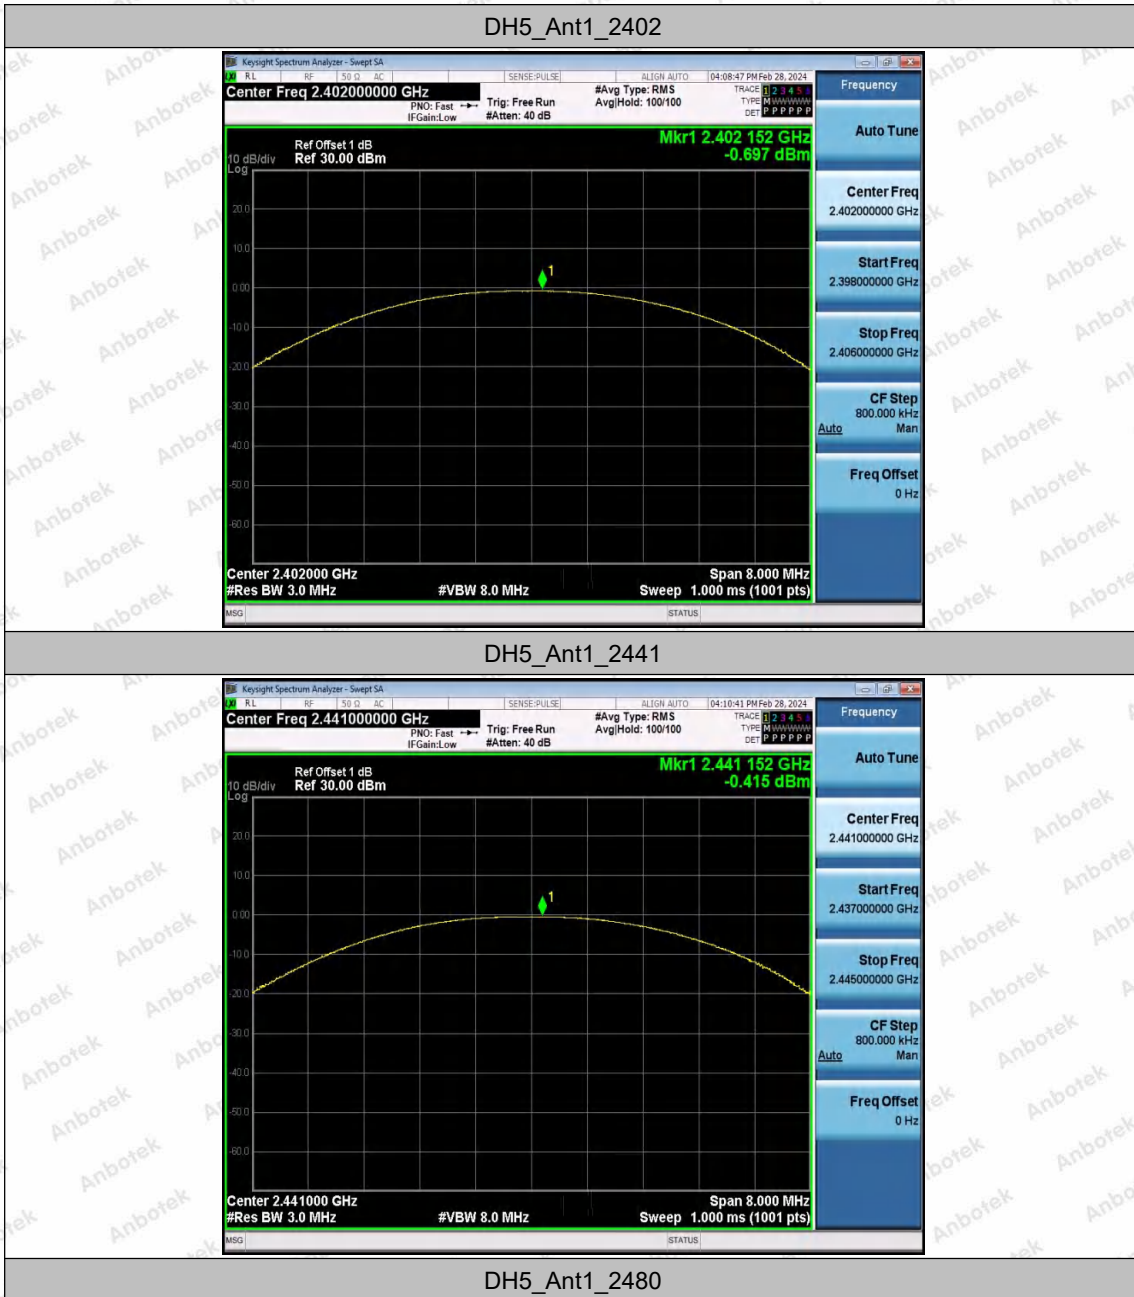 DH5_Ant1_2402
Keysight Spectrum Analyzer - Swept SA
RL RF 50 Ω AC SENSE:PULSE ALIGN AUTO 04:08:47 PM Feb 28, 2024
Center Freq 2.402000000 GHz #Avg Type: RMS TRACE 1 2 3 4 5 6
PNO: Fast Trig: Free Run Avg|Hold: 100/100 TYPE M WWWWW
IFGain:Low #Atten: 40 dB DET P P P P P P
Mkr1 2.402 152 GHz
-0.697 dBm
Ref Offset 1 dB
10 dB/div Ref 30.00 dBm
Log
20.0
10.0
1
0.00
-10.0
-20.0
-30.0
-40.0
-50.0
-60.0
Center 2.402000 GHz Span 8.000 MHz
#Res BW 3.0 MHz #VBW 8.0 MHz Sweep 1.000 ms (1001 pts)
MSG STATUS
Frequency
Auto Tune
Center Freq
2.402000000 GHz
Start Freq
2.398000000 GHz
Stop Freq
2.406000000 GHz
CF Step
800.000 kHz
Auto Man
Freq Offset
0 Hz
DH5_Ant1_2441
Keysight Spectrum Analyzer - Swept SA
RL RF 50 Ω AC SENSE:PULSE ALIGN AUTO 04:10:41 PM Feb 28, 2024
Center Freq 2.441000000 GHz #Avg Type: RMS TRACE 1 2 3 4 5 6
PNO: Fast Trig: Free Run Avg|Hold: 100/100 TYPE M WWWWW
IFGain:Low #Atten: 40 dB DET P P P P P P
Mkr1 2.441 152 GHz
-0.415 dBm
Ref Offset 1 dB
10 dB/div Ref 30.00 dBm
Log
20.0
10.0
1
0.00
-10.0
-20.0
-30.0
-40.0
-50.0
-60.0
Center 2.441000 GHz Span 8.000 MHz
#Res BW 3.0 MHz #VBW 8.0 MHz Sweep 1.000 ms (1001 pts)
MSG STATUS
Frequency
Auto Tune
Center Freq
2.441000000 GHz
Start Freq
2.437000000 GHz
Stop Freq
2.445000000 GHz
CF Step
800.000 kHz
Auto Man
Freq Offset
0 Hz
DH5_Ant1_2480
Anbotek